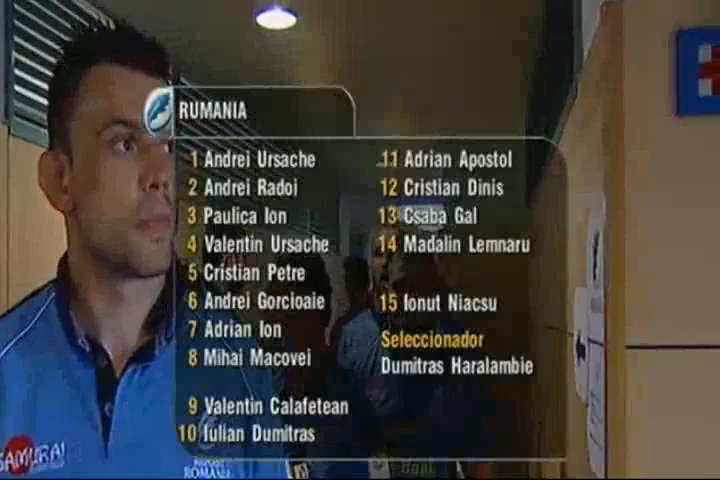 RUMANIA
1 Andrei Ursache
2 Andrei Radoi
3 Paulica Ion
4 Valentin Ursache
5 Cristian Petre
6 Andrei Gorcioaie
7 Adrian Ion
8 Mihai Macovei
9 Valentin Calafetean
10 Iulian Dumitras
11 Adrian Apostol
12 Cristian Dinis
13 Csaba Gal
14 Madalin Lemnaru
15 Ionut Niacsu
Seleccionador
Dumitras Haralambie
SAMURAI
ROMANIA